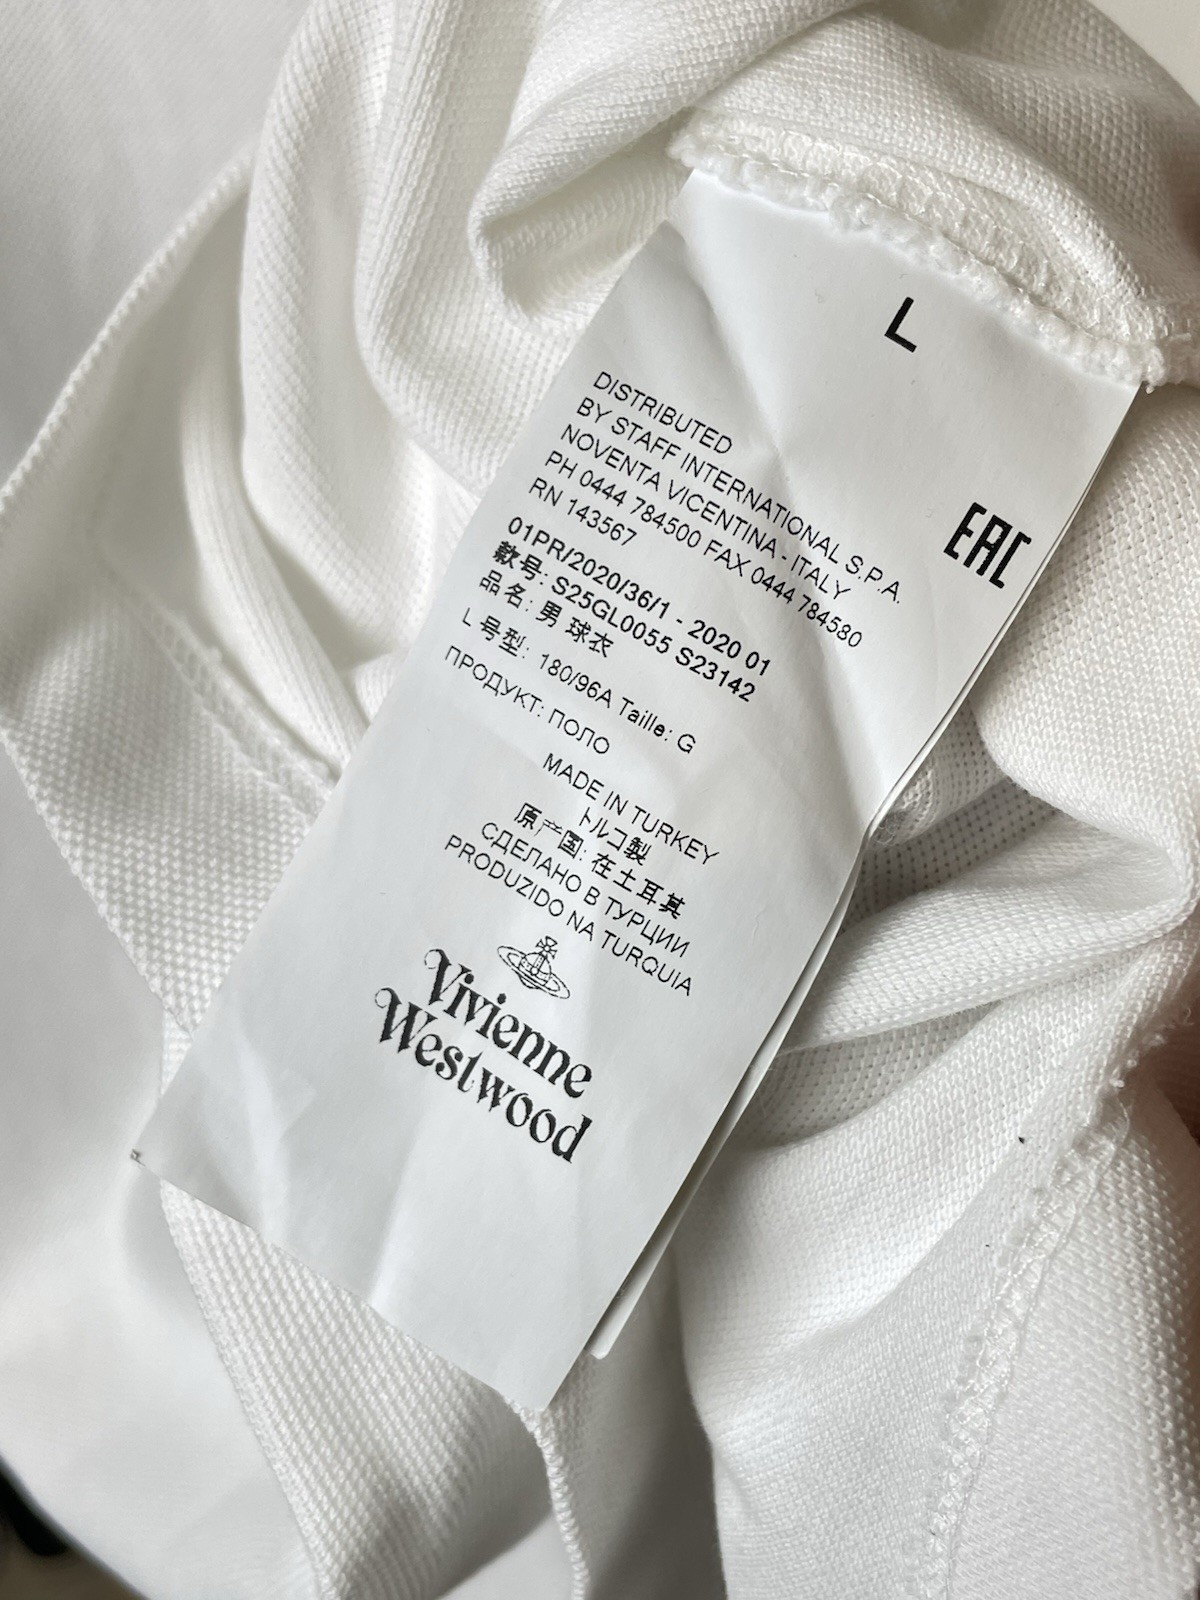 L
DISTRIBUTED
BY STAFF INTERNATIONAL S.P.A.
NOVENTA VICENTINA - ITALY
PH 0444 784500 FAX 0444 784580
RN 143567
EAC
01PR/2020/36/1 - 2020 01
款号: S25GL0055 S23142
品名: 男 球衣
L 号型: 180/96A Taille: G
ПРОДУКТ: ПОЛО
MADE IN TURKEY
トルコ製
原产国: 在土耳其
СДЕЛАНО В ТУРЦИИ
PRODUZIDO NA TURQUIA
Vivienne
Westwood